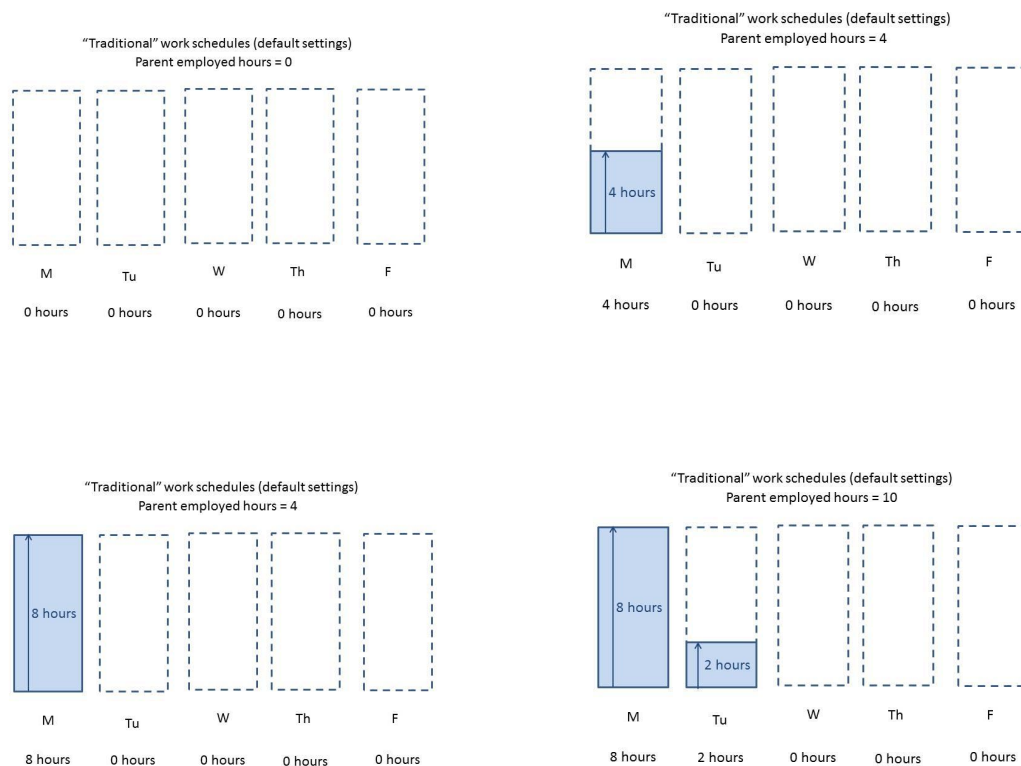 “Traditional” work schedules (default settings)
Parent employed hours = 0
M Tu W Th F
0 hours 0 hours 0 hours 0 hours 0 hours
“Traditional” work schedules (default settings)
Parent employed hours = 4
4 hours
M Tu W Th F
4 hours 0 hours 0 hours 0 hours 0 hours
“Traditional” work schedules (default settings)
Parent employed hours = 4
8 hours
M Tu W Th F
8 hours 0 hours 0 hours 0 hours 0 hours
“Traditional” work schedules (default settings)
Parent employed hours = 10
8 hours
2 hours
M Tu W Th F
8 hours 2 hours 0 hours 0 hours 0 hours